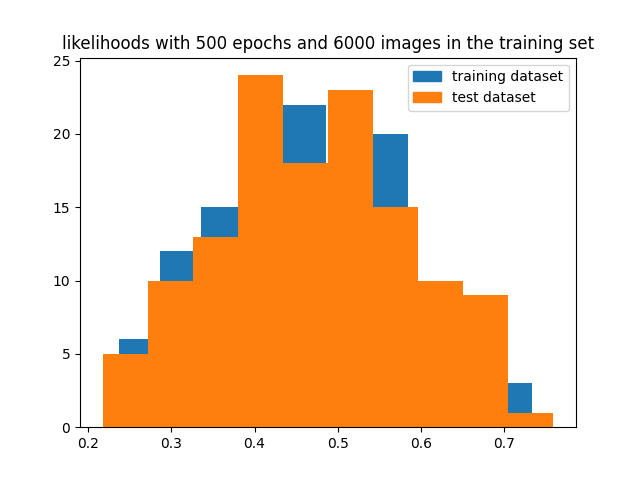 likelihoods with 500 epochs and 6000 images in the training set
training dataset
test dataset
25
20
15
10
5
0
0.2 0.3 0.4 0.5 0.6 0.7